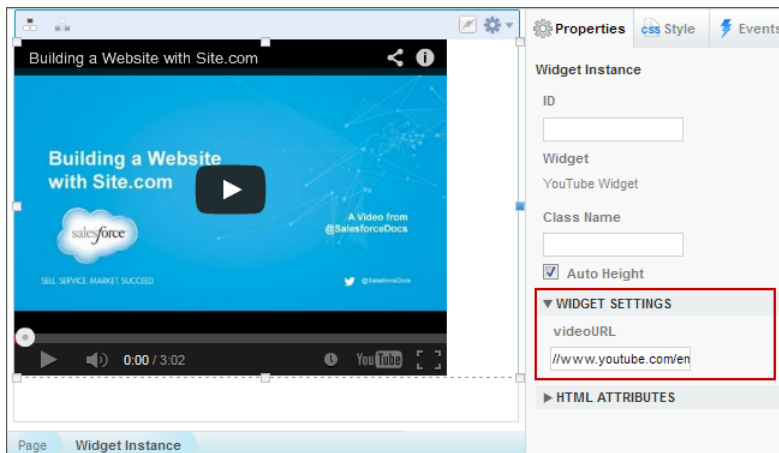 Building a Website with Site.com
Building a Website
with Site.com
salesforce
A Video from
@SalesforceDocs
SELL. SERVICE. MARKET. SUCCEED.
@SalesforceDocs
0:00 / 3:02
YouTube
Page
Widget Instance
Properties
css Style
Events
Widget Instance
ID
Widget
YouTube Widget
Class Name
Auto Height
WIDGET SETTINGS
videoURL
//www.youtube.com/en
HTML ATTRIBUTES